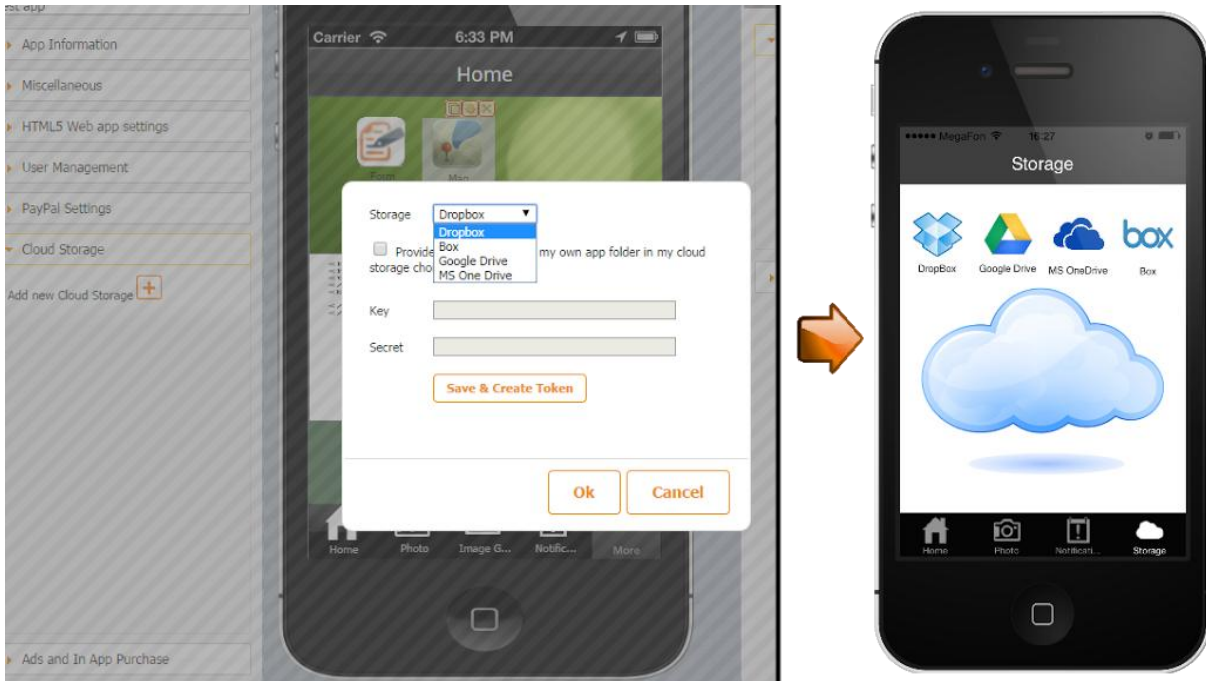 est app
App Information
Miscellaneous
HTML5 Web app settings
User Management
PayPal Settings
Cloud Storage
Add new Cloud Storage
Ads and In App Purchase
Carrier 6:33 PM
Home
Form Map
Storage Dropbox
Dropbox
Box
Google Drive
MS One Drive
Provide my own app folder in my cloud
storage cho
Key
Secret
Save & Create Token
Ok Cancel
Home Photo Image G... Notific... More
MegaFon 16:27
Storage
box
DropBox Google Drive MS OneDrive Box
Home Photo Notificati... Storage